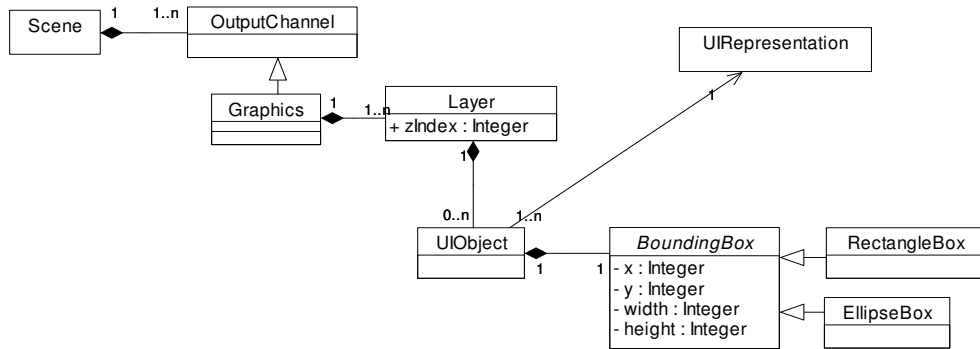 Scene
1
1..n
OutputChannel
UIRepresentation
1
Graphics
1
1..n
Layer
+ zIndex : Integer
1
0..n
1..n
UIObject
1
1
BoundingBox
- x : Integer
- y : Integer
- width : Integer
- height : Integer
RectangleBox
EllipseBox